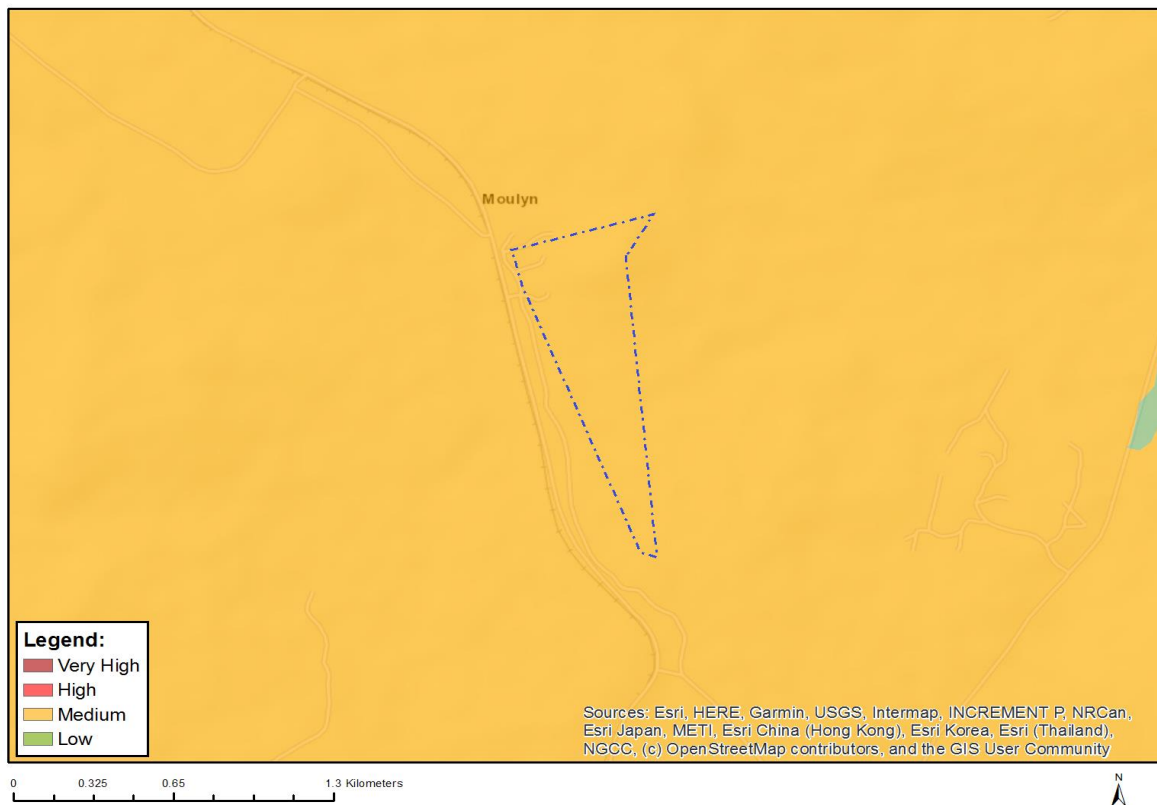 Moulyn
Legend:
Very High
High
Medium
Low
Sources: Esri, HERE, Garmin, USGS, Intermap, INCREMENT P, NRCan,
Esri Japan, METI, Esri China (Hong Kong), Esri Korea, Esri (Thailand),
NGCC, (c) OpenStreetMap contributors, and the GIS User Community
0 0.325 0.65 1.3 Kilometers
N